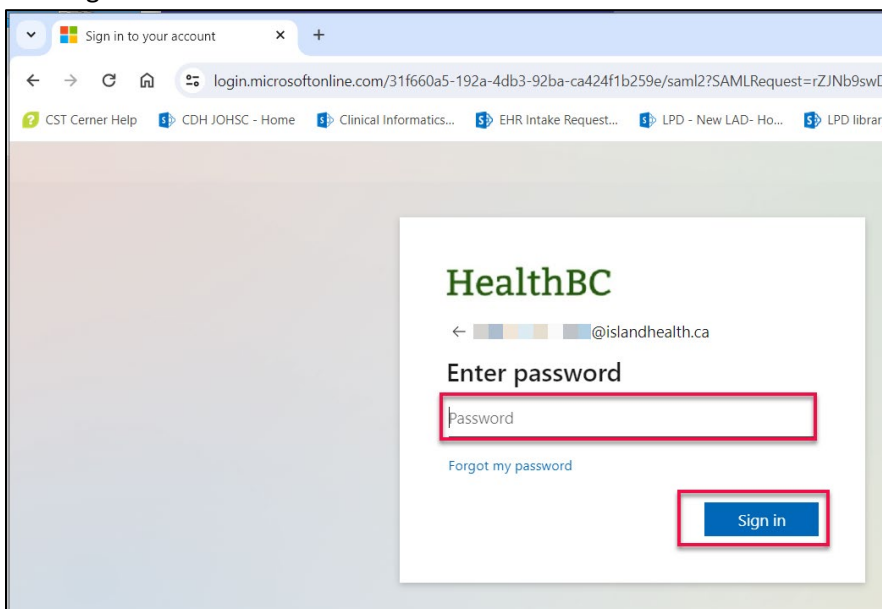 Sign in to your account
login.microsoftonline.com/31f660a5-192a-4db3-92ba-ca424f1b259e/saml2?SAMLRequest=rZJNb9swD
CST Cerner Help CDH JOHSC - Home Clinical Informatics... EHR Intake Request... LPD - New LAD- Ho... LPD librar
HealthBC
@islandhealth.ca
Enter password
Password
Forgot my password
Sign in